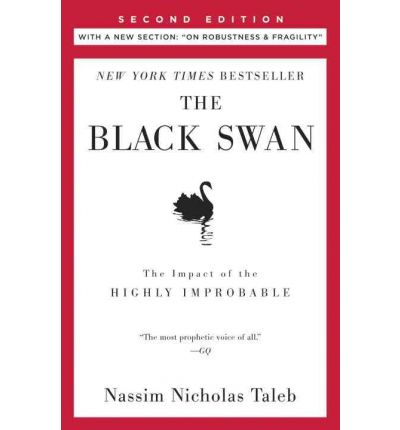 SECOND EDITION
WITH A NEW SECTION: "ON ROBUSTNESS & FRAGILITY"
NEW YORK TIMES BESTSELLER
THE
BLACK SWAN
The Impact of the
HIGHLY IMPROBABLE
"The most prophetic voice of all."
—GQ
Nassim Nicholas Taleb